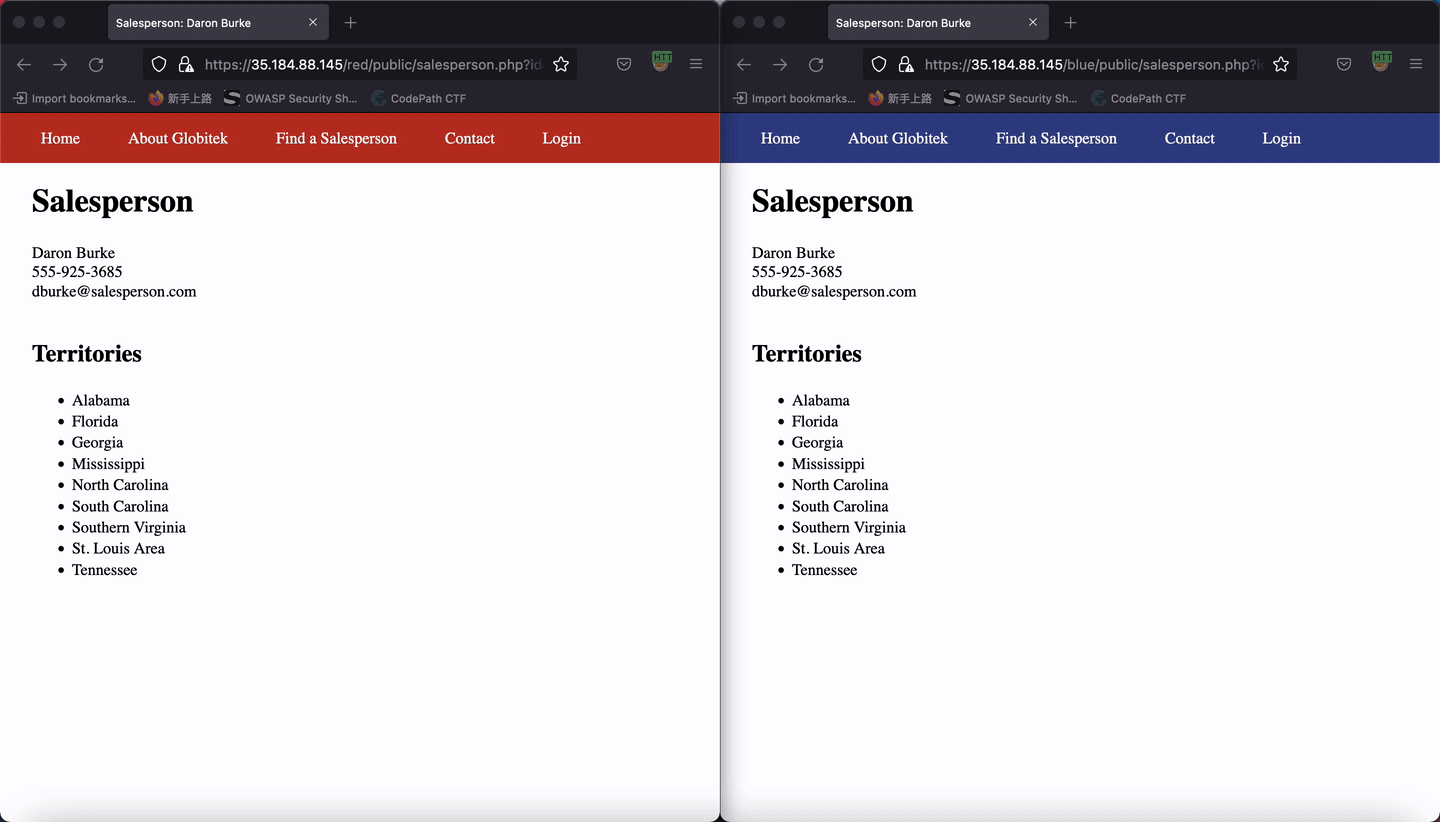 Salesperson: Daron Burke
https://35.184.88.145/red/public/salesperson.php?id
Import bookmarks... 新手上路 OWASP Security Sh... CodePath CTF
Home About Globitek Find a Salesperson Contact Login
Salesperson
Daron Burke
555-925-3685
dburke@salesperson.com
Territories
Alabama
Florida
Georgia
Mississippi
North Carolina
South Carolina
Southern Virginia
St. Louis Area
Tennessee
Salesperson: Daron Burke
https://35.184.88.145/blue/public/salesperson.php?i
Import bookmarks... 新手上路 OWASP Security Sh... CodePath CTF
Home About Globitek Find a Salesperson Contact Login
Salesperson
Daron Burke
555-925-3685
dburke@salesperson.com
Territories
Alabama
Florida
Georgia
Mississippi
North Carolina
South Carolina
Southern Virginia
St. Louis Area
Tennessee